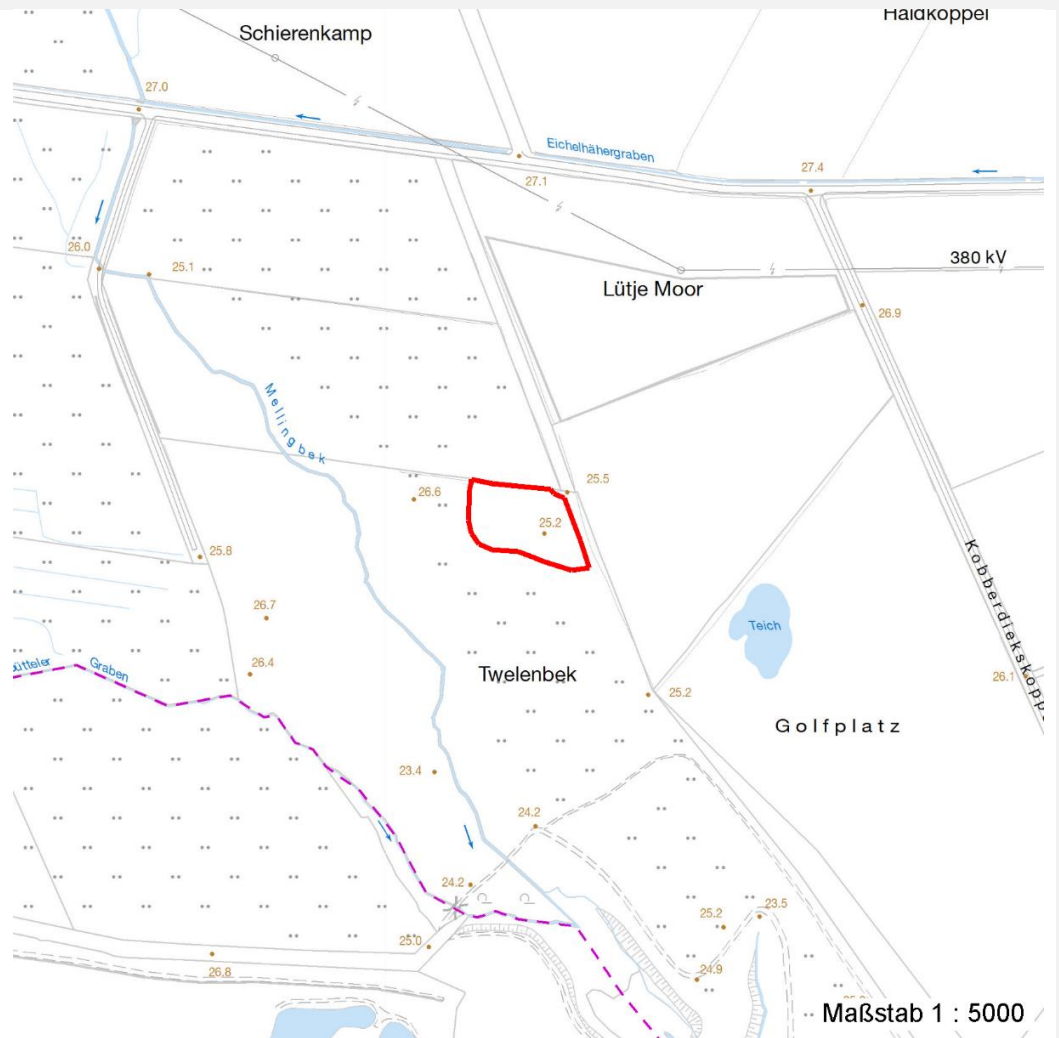 Haidkoppel
Schierenkamp
27.0
Eichelhähergraben
27.1
27.4
26.0
25.1
380 kV
Lütje Moor
26.9
Mellingbek
26.6
25.5
25.2
25.8
Kobberdiekskoppe
26.7
Teich
Graben
26.4
Twelenbek
25.2
26.1
Golfplatz
23.4
24.2
24.2
25.2
23.5
25.0
26.8
24.9
Maßstab 1 : 5000